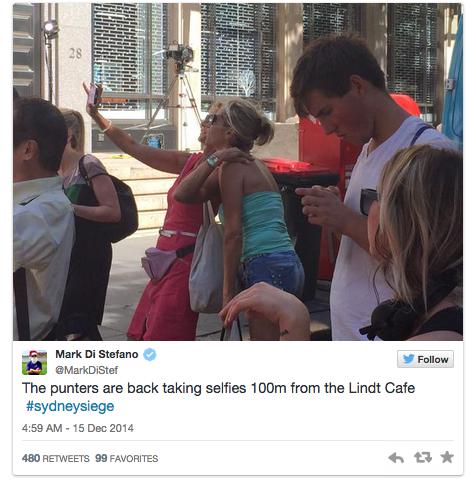 28
Mark Di Stefano
@MarkDiStef
Follow
The punters are back taking selfies 100m from the Lindt Cafe
#sydneysiege
4:59 AM - 15 Dec 2014
480 RETWEETS 99 FAVORITES